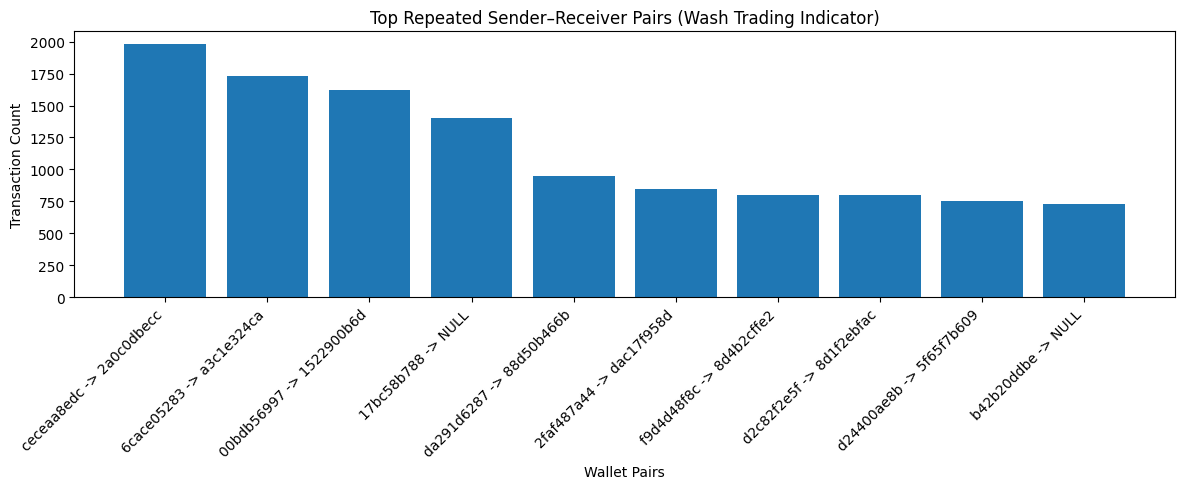 Top Repeated Sender–Receiver Pairs (Wash Trading Indicator)
Transaction Count
2000
1750
1500
1250
1000
750
500
250
0
ceceaa8edc -> 2a0c0dbecc
6cace05283 -> a3c1e324ca
00bdb56997 -> 1522900b6d
17bc58b788 -> NULL
da291d6287 -> 88d50b466b
2faf487a44 -> dac17f958d
f9d4d48f8c -> 8d4b2cffe2
d2c82f2e5f -> 8d1f2ebfac
d24400ae8b -> 5f65f7b609
b42b20ddbe -> NULL
Wallet Pairs